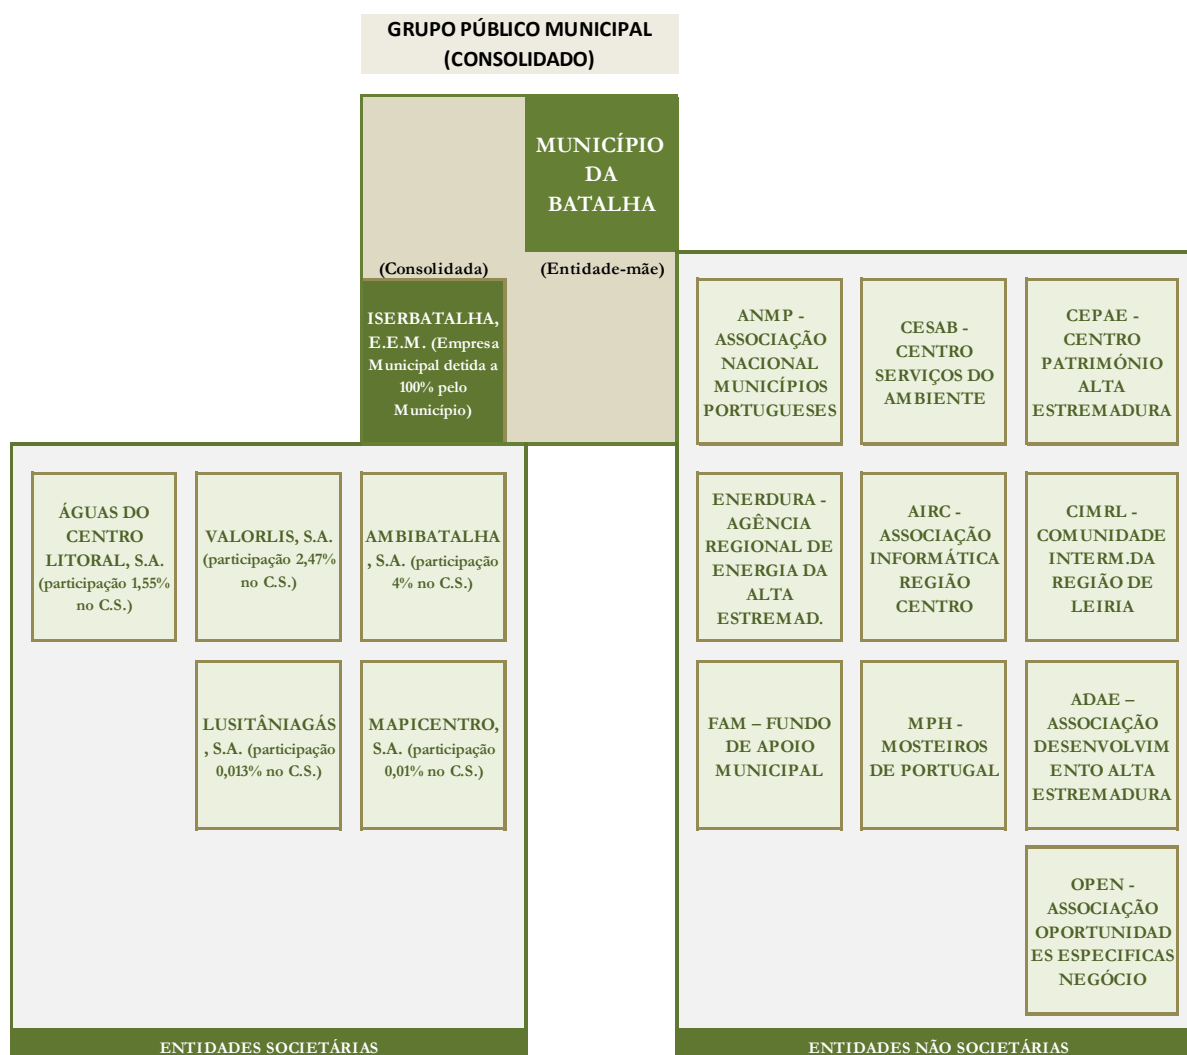 GRUPO PÚBLICO MUNICIPAL
(CONSOLIDADO)
MUNICÍPIO
DA
BATALHA
(Consolidada)
(Entidade-mãe)
ISERBATALHA,
E.E.M. (Empresa
Municipal detida a
100% pelo
Município)
ANMP -
ASSOCIAÇÃO
NACIONAL
MUNICÍPIOS
PORTUGUESES
CESAB -
CENTRO
SERVIÇOS DO
AMBIENTE
CEPAE -
CENTRO
PATRIMÓNIO
ALTA
ESTREMADURA
ÁGUAS DO
CENTRO
LITORAL, S.A.
(participação 1,55%
no C.S.)
VALORLIS, S.A.
(participação 2,47%
no C.S.)
AMBIBATALHA
, S.A. (participação
4% no C.S.)
ENERDURA -
AGÊNCIA
REGIONAL DE
ENERGIA DA
ALTA
ESTREMAD.
AIRC -
ASSOCIAÇÃO
INFORMÁTICA
REGIÃO
CENTRO
CIMRL -
COMUNIDADE
INTERM.DA
REGIÃO DE
LEIRIA
LUSITÂNIAGÁS
, S.A. (participação
0,013% no C.S.)
MAPICENTRO,
S.A. (participação
0,01% no C.S.)
FAM – FUNDO
DE APOIO
MUNICIPAL
MPH -
MOSTEIROS
DE PORTUGAL
ADAE –
ASSOCIAÇÃO
DESENVOLVIM
ENTO ALTA
ESTREMADURA
OPEN -
ASSOCIAÇÃO
OPORTUNIDAD
ES ESPECIFICAS
NEGÓCIO
ENTIDADES SOCIETÁRIAS
ENTIDADES NÃO SOCIETÁRIAS